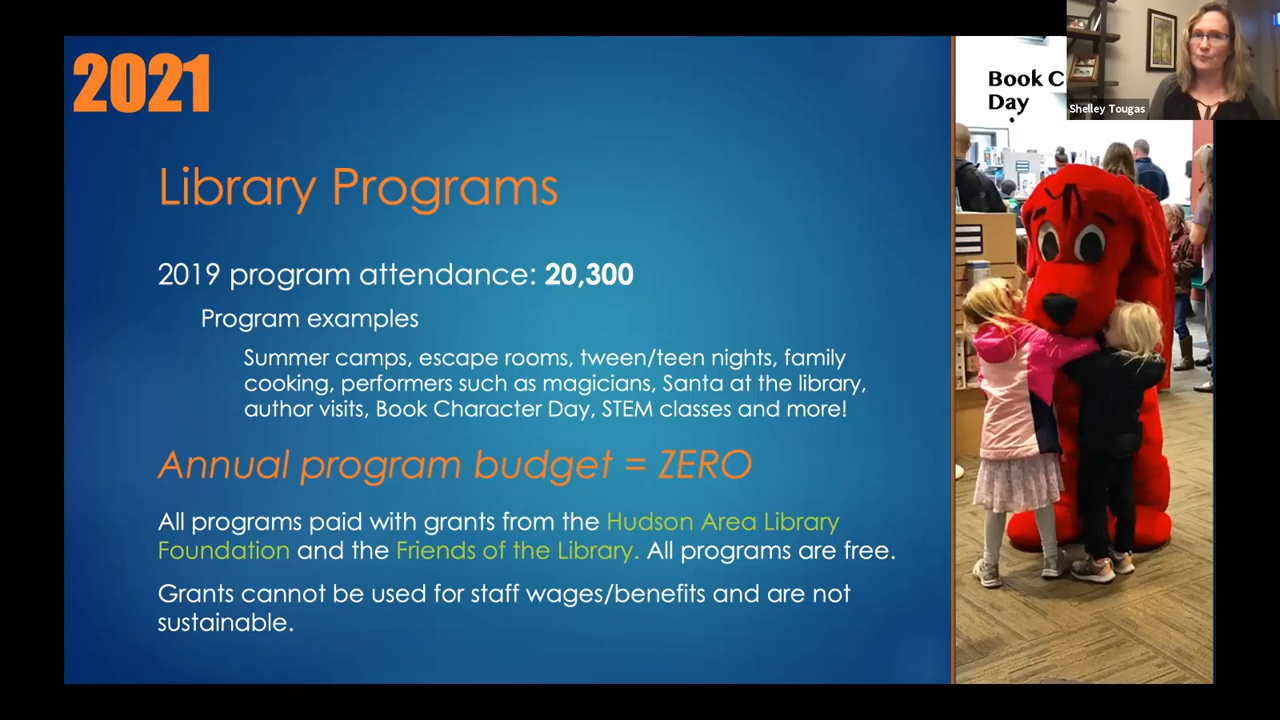 2021
Library Programs
2019 program attendance: 20,300
Program examples
Summer camps, escape rooms, tween/teen nights, family
cooking, performers such as magicians, Santa at the library,
author visits, Book Character Day, STEM classes and more!
Annual program budget = ZERO
All programs paid with grants from the Hudson Area Library
Foundation and the Friends of the Library. All programs are free.
Grants cannot be used for staff wages/benefits and are not
sustainable.
Book C
Day
Shelley Tougas